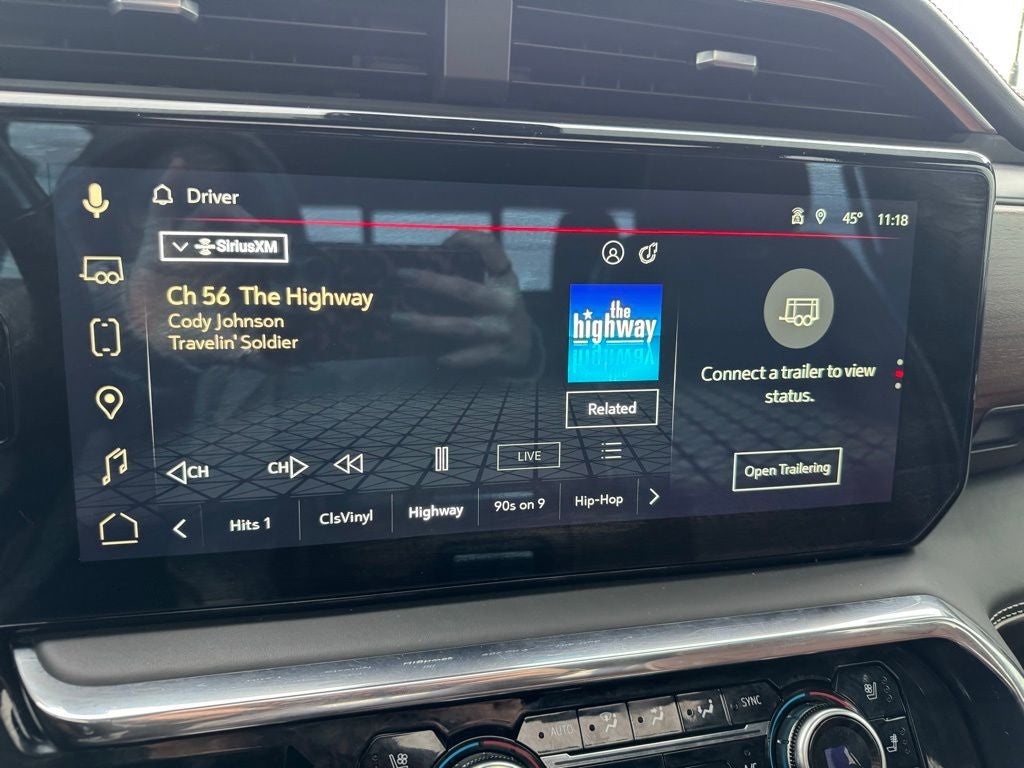 Driver
45° 11:18
SiriusXM
Ch 56 The Highway
Cody Johnson
Travelin' Soldier
the
highway
Related
Connect a trailer to view
status.
Open Trailering
CH
CH
LIVE
Hits 1
ClsVinyl
Highway
90s on 9
Hip-Hop
AUTO
SYNC